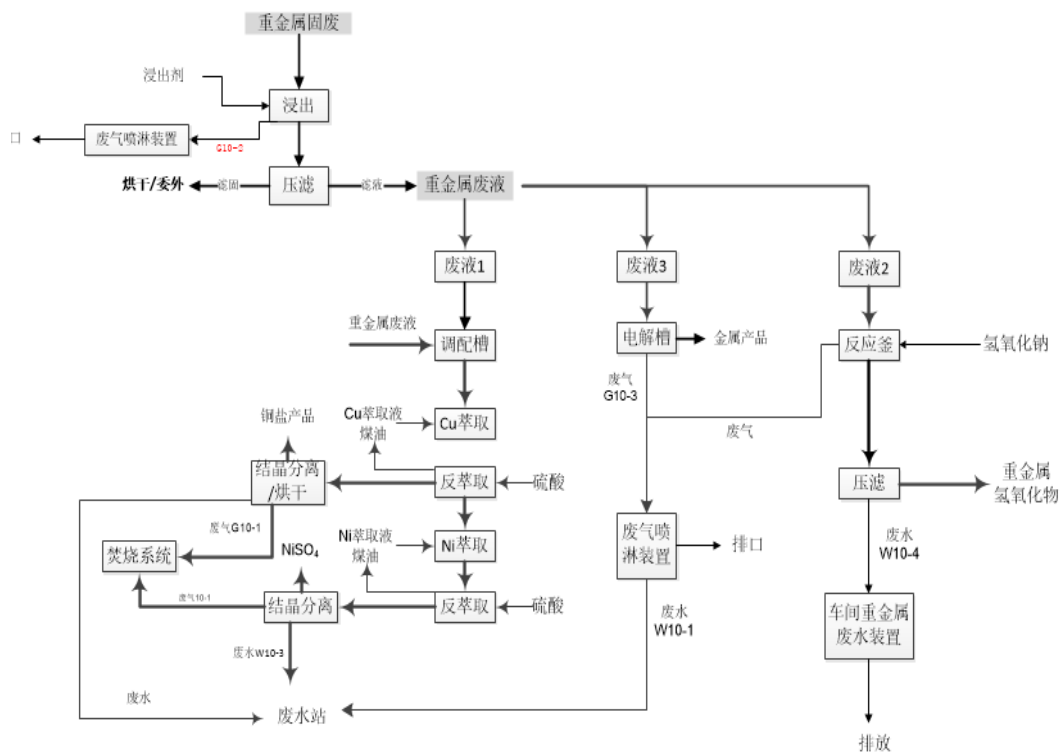 重金属固废
浸出剂
浸出
口
废气喷淋装置
G10-2
烘干/委外
滤固
压滤
滤液
重金属废液
废液1
废液3
废液2
重金属废液
调配槽
电解槽
金属产品
反应釜
氢氧化钠
废气
G10-3
铜盐产品
Cu萃取液
煤油
Cu萃取
废气
结晶分离
/烘干
反萃取
硫酸
压滤
重金属
氢氧化物
废气G10-1
Ni萃取液
煤油
Ni萃取
废气喷
淋装置
排口
废水
W10-4
焚烧系统
NiSO₄
废气10-1
结晶分离
反萃取
硫酸
废水
W10-1
车间重金属
废水装置
废水W10-3
废水
废水站
排放